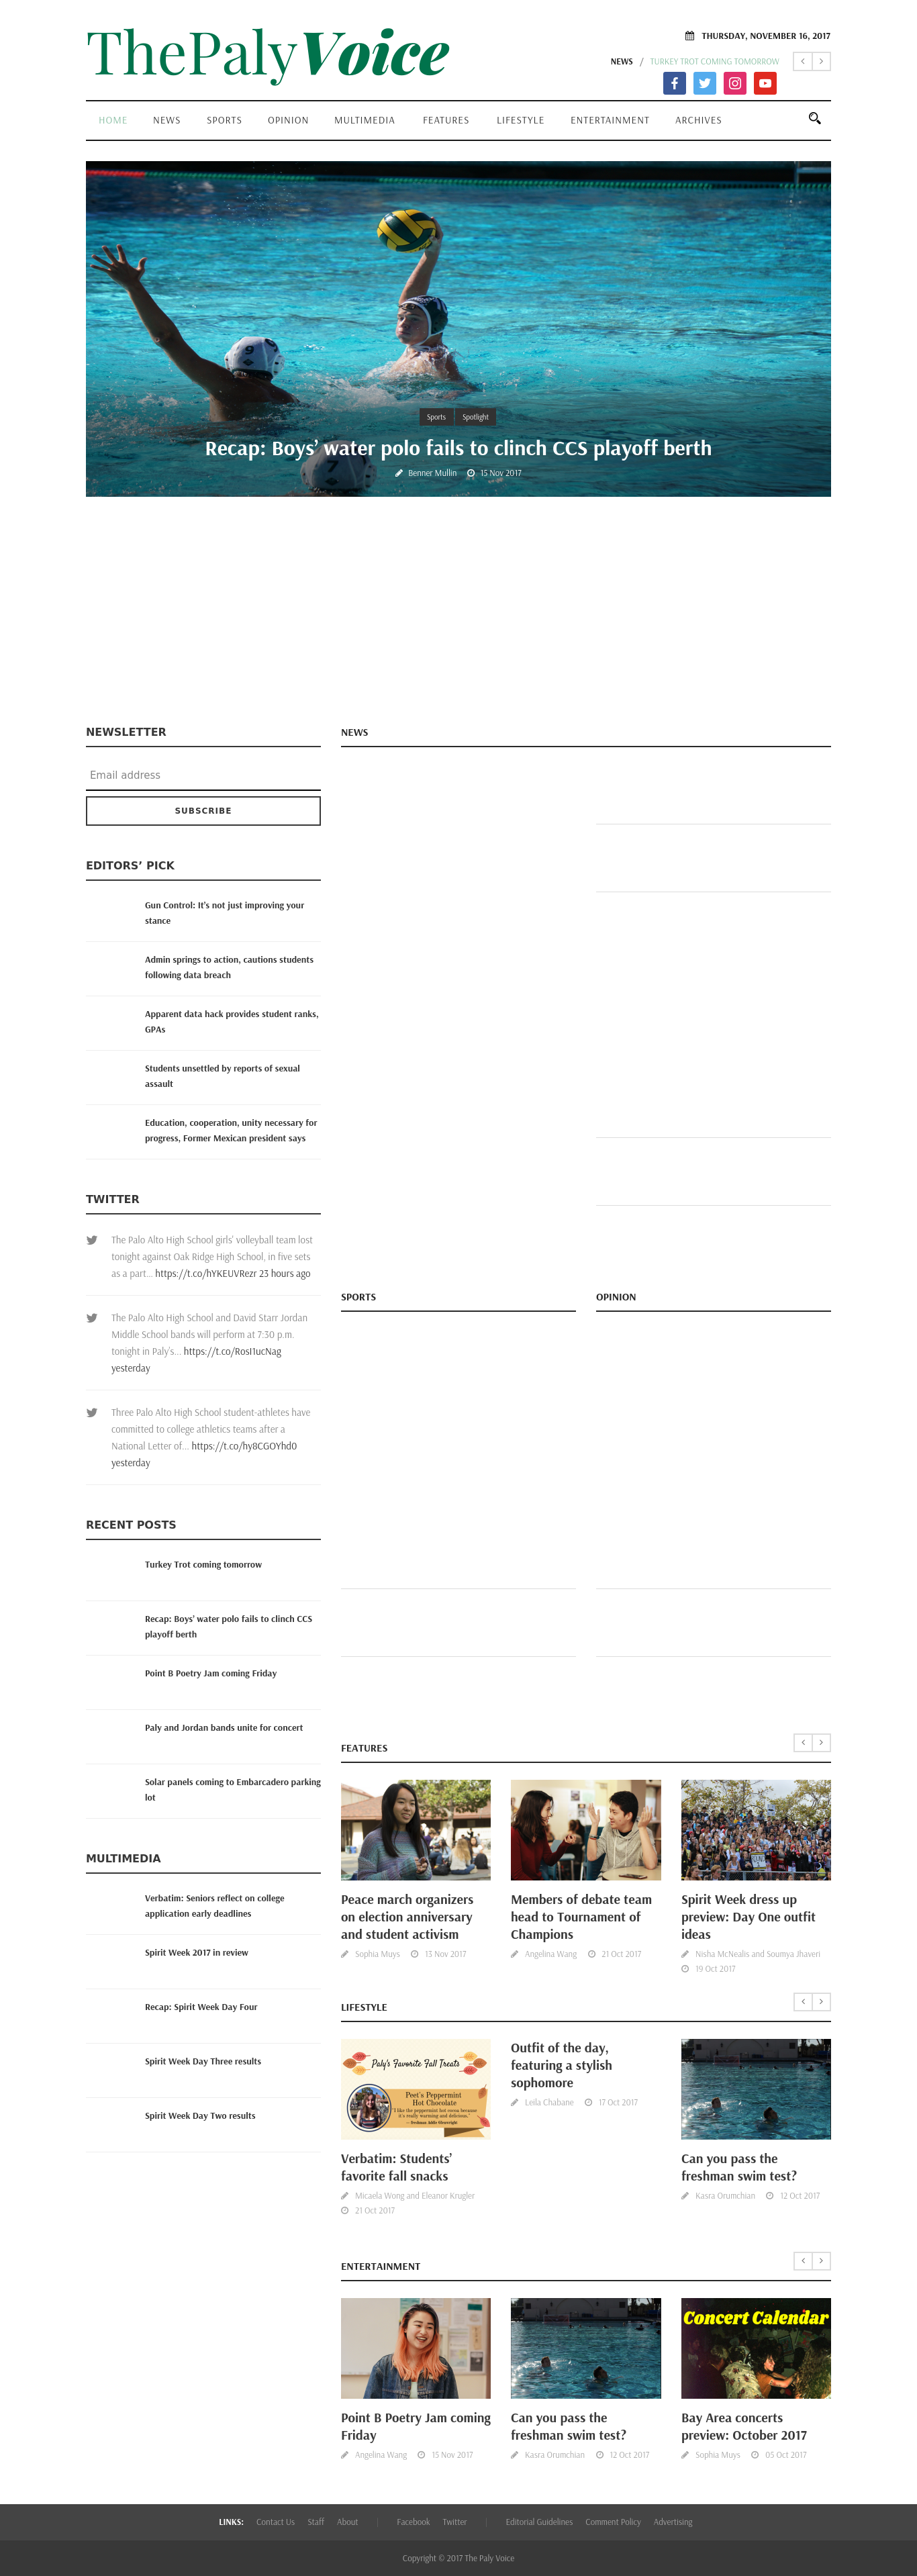 ThePalyVoice
THURSDAY, NOVEMBER 16, 2017
NEWS / TURKEY TROT COMING TOMORROW
HOME NEWS SPORTS OPINION MULTIMEDIA FEATURES LIFESTYLE ENTERTAINMENT ARCHIVES
Sports Spotlight
Recap: Boys’ water polo fails to clinch CCS playoff berth
Benner Mullin 15 Nov 2017
NEWSLETTER
Email address
SUBSCRIBE
EDITORS’ PICK
Gun Control: It's not just improving your
stance
Admin springs to action, cautions students
following data breach
Apparent data hack provides student ranks,
GPAs
Students unsettled by reports of sexual
assault
Education, cooperation, unity necessary for
progress, Former Mexican president says
TWITTER
The Palo Alto High School girls' volleyball team lost
tonight against Oak Ridge High School, in five sets
as a part... https://t.co/hYKEUVRezr 23 hours ago
The Palo Alto High School and David Starr Jordan
Middle School bands will perform at 7:30 p.m.
tonight in Paly's... https://t.co/RosI1ucNag
yesterday
Three Palo Alto High School student-athletes have
committed to college athletics teams after a
National Letter of... https://t.co/hy8CGOYhd0
yesterday
RECENT POSTS
Turkey Trot coming tomorrow
Recap: Boys' water polo fails to clinch CCS
playoff berth
Point B Poetry Jam coming Friday
Paly and Jordan bands unite for concert
Solar panels coming to Embarcadero parking
lot
MULTIMEDIA
Verbatim: Seniors reflect on college
application early deadlines
Spirit Week 2017 in review
Recap: Spirit Week Day Four
Spirit Week Day Three results
Spirit Week Day Two results
NEWS
SPORTS
OPINION
FEATURES
Peace march organizers
on election anniversary
and student activism
Sophia Muys 13 Nov 2017
Members of debate team
head to Tournament of
Champions
Angelina Wang 21 Oct 2017
Spirit Week dress up
preview: Day One outfit
ideas
Nisha McNealis and Soumya Jhaveri
19 Oct 2017
LIFESTYLE
Paly's Favorite Fall Treats
Peet's Peppermint
Hot Chocolate
"I like the peppermint hot cocoa because
it's really warming and delicious."
Verbatim: Students’
favorite fall snacks
Micaela Wong and Eleanor Krugler
21 Oct 2017
Outfit of the day,
featuring a stylish
sophomore
Leila Chabane 17 Oct 2017
Can you pass the
freshman swim test?
Kasra Orumchian 12 Oct 2017
ENTERTAINMENT
Point B Poetry Jam coming
Friday
Angelina Wang 15 Nov 2017
Can you pass the
freshman swim test?
Kasra Orumchian 12 Oct 2017
Concert Calendar
Bay Area concerts
preview: October 2017
Sophia Muys 05 Oct 2017
LINKS: Contact Us Staff About | Facebook Twitter | Editorial Guidelines Comment Policy Advertising
Copyright © 2017 The Paly Voice